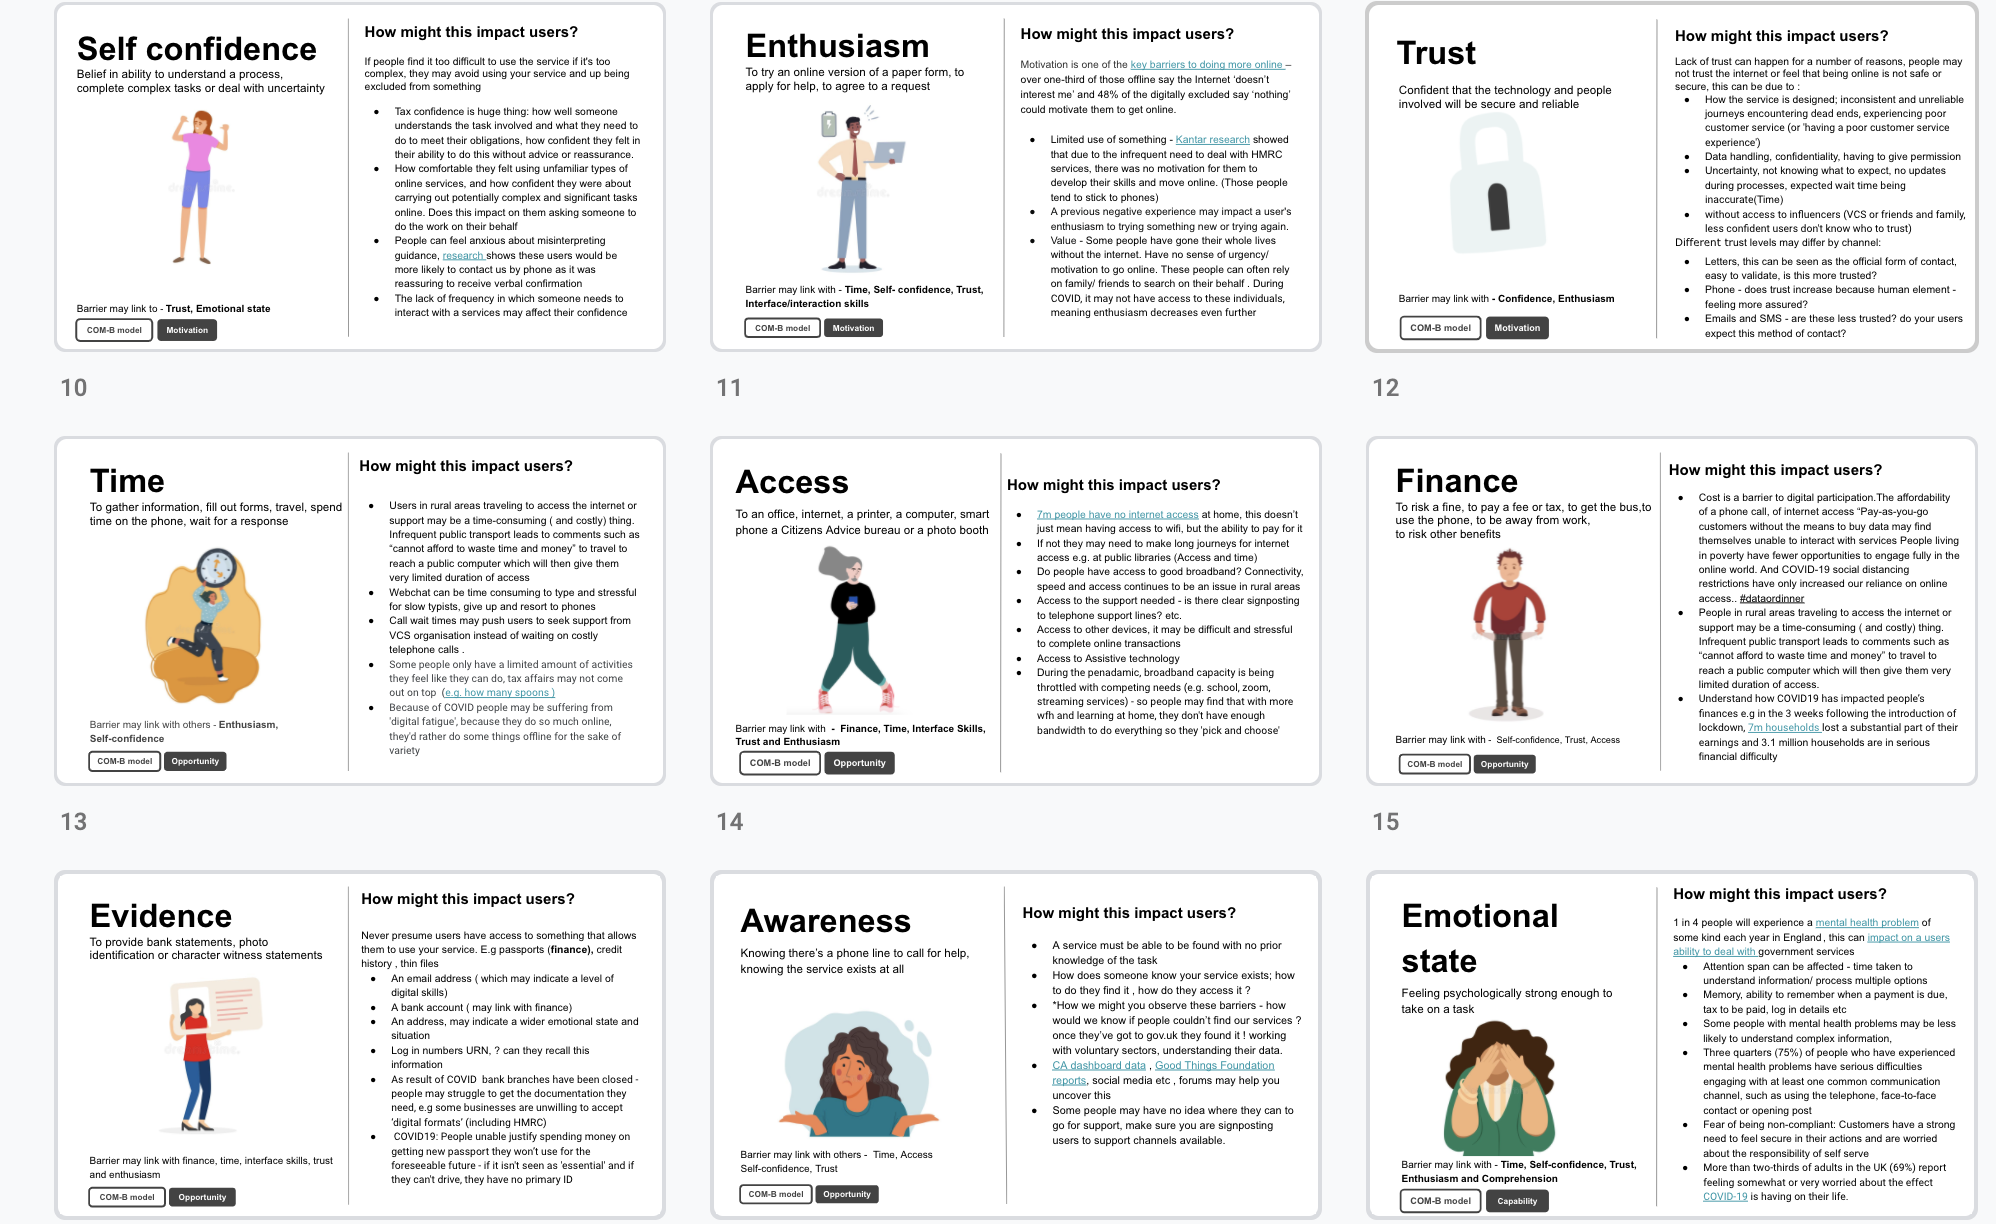 Self confidence
Belief in ability to understand a process,
complete complex tasks or deal with uncertainty
Barrier may link to - Trust, Emotional state
COM-B model
Motivation
How might this impact users?
If people find it too difficult to use the service if it's too
complex, they may avoid using your service and up being
excluded from something
● Tax confidence is huge thing: how well someone
understands the task involved and what they need to
do to meet their obligations, how confident they felt in
their ability to do this without advice or reassurance.
● How comfortable they felt using unfamiliar types of
online services, and how confident they were about
carrying out potentially complex and significant tasks
online. Does this impact on them asking someone to
do the work on their behalf
● People can feel anxious about misinterpreting
guidance, research shows these users would be
more likely to contact us by phone as it was
reassuring to receive verbal confirmation
● The lack of frequency in which someone needs to
interact with a services may affect their confidence
10
Enthusiasm
To try an online version of a paper form, to
apply for help, to agree to a request
Barrier may link with - Time, Self- confidence, Trust,
Interface/interaction skills
COM-B model
Motivation
How might this impact users?
Motivation is one of the key barriers to doing more online –
over one-third of those offline say the Internet 'doesn't
interest me' and 48% of the digitally excluded say 'nothing'
could motivate them to get online.
● Limited use of something - Kantar research showed
that due to the infrequent need to deal with HMRC
services, there was no motivation for them to
develop their skills and move online. (Those people
tend to stick to phones)
● A previous negative experience may impact a user's
enthusiasm to trying something new or trying again.
● Value - Some people have gone their whole lives
without the internet. Have no sense of urgency/
motivation to go online. These people can often rely
on family/ friends to search on their behalf . During
COVID, it may not have access to these individuals,
meaning enthusiasm decreases even further
11
Trust
Confident that the technology and people
involved will be secure and reliable
Barrier may link with - Confidence, Enthusiasm
COM-B model
Motivation
How might this impact users?
Lack of trust can happen for a number of reasons, people may
not trust the internet or feel that being online is not safe or
secure, this can be due to :
● How the service is designed; inconsistent and unreliable
journeys encountering dead ends, experiencing poor
customer service (or 'having a poor customer service
experience')
● Data handling, confidentiality, having to give permission
● Uncertainty, not knowing what to expect, no updates
during processes, expected wait time being
inaccurate(Time)
● without access to influencers (VCS or friends and family,
less confident users don't know who to trust)
Different trust levels may differ by channel:
● Letters, this can be seen as the official form of contact,
easy to validate, is this more trusted?
● Phone - does trust increase because human element -
feeling more assured?
● Emails and SMS - are these less trusted? do your users
expect this method of contact?
12
Time
To gather information, fill out forms, travel, spend
time on the phone, wait for a response
Barrier may link with others - Enthusiasm,
Self-confidence
COM-B model
Opportunity
How might this impact users?
● Users in rural areas traveling to access the internet or
support may be a time-consuming ( and costly) thing.
Infrequent public transport leads to comments such as
“cannot afford to waste time and money” to travel to
reach a public computer which will then give them
very limited duration of access
● Webchat can be time consuming to type and stressful
for slow typists, give up and resort to phones
● Call wait times may push users to seek support from
VCS organisation instead of waiting on costly
telephone calls .
● Some people only have a limited amount of activities
they feel like they can do, tax affairs may not come
out on top (e.g. how many spoons )
● Because of COVID people may be suffering from
'digital fatigue', because they do so much online,
they'd rather do some things offline for the sake of
variety
13
Access
To an office, internet, a printer, a computer, smart
phone a Citizens Advice bureau or a photo booth
Barrier may link with - Finance, Time, Interface Skills,
Trust and Enthusiasm
COM-B model
Opportunity
How might this impact users?
● 7m people have no internet access at home, this doesn't
just mean having access to wifi, but the ability to pay for it
● If not they may need to make long journeys for internet
access e.g. at public libraries (Access and time)
● Do people have access to good broadband? Connectivity,
speed and access continues to be an issue in rural areas
● Access to the support needed - is there clear signposting
to telephone support lines? etc.
● Access to other devices, it may be difficult and stressful
to complete online transactions
● Access to Assistive technology
● During the penadamic, broadband capacity is being
throttled with competing needs (e.g. school, zoom,
streaming services) - so people may find that with more
wfh and learning at home, they don't have enough
bandwidth to do everything so they 'pick and choose'
14
Finance
To risk a fine, to pay a fee or tax, to get the bus,to
use the phone, to be away from work,
to risk other benefits
Barrier may link with - Self-confidence, Trust, Access
COM-B model
Opportunity
How might this impact users?
● Cost is a barrier to digital participation.The affordability
of a phone call, of internet access “Pay-as-you-go
customers without the means to buy data may find
themselves unable to interact with services People living
in poverty have fewer opportunities to engage fully in the
online world. And COVID-19 social distancing
restrictions have only increased our reliance on online
access.. #dataordinner
● People in rural areas traveling to access the internet or
support may be a time-consuming ( and costly) thing.
Infrequent public transport leads to comments such as
“cannot afford to waste time and money” to travel to
reach a public computer which will then give them very
limited duration of access.
● Understand how COVD19 has impacted people's
finances e.g in the 3 weeks following the introduction of
lockdown, 7m households lost a substantial part of their
earnings and 3.1 million households are in serious
financial difficulty
15
Evidence
To provide bank statements, photo
identification or character witness statements
Barrier may link with finance, time, interface skills, trust
and enthusiasm
COM-B model
Opportunity
How might this impact users?
Never presume users have access to something that allows
them to use your service. E.g passports (finance), credit
history , thin files
● An email address ( which may indicate a level of
digital skills)
● A bank account ( may link with finance)
● An address, may indicate a wider emotional state and
situation
● Log in numbers URN, ? can they recall this
information
● As result of COVID bank branches have been closed -
people may struggle to get the documentation they
need, e.g some businesses are unwilling to accept
'digital formats' (including HMRC)
● COVID19: People unable justify spending money on
getting new passport they won't use for the
foreseeable future - if it isn't seen as 'essential' and if
they can't drive, they have no primary ID
Awareness
Knowing there's a phone line to call for help,
knowing the service exists at all
Barrier may link with others - Time, Access
Self-confidence, Trust
COM-B model
Opportunity
How might this impact users?
● A service must be able to be found with no prior
knowledge of the task
● How does someone know your service exists; how
to do they find it , how do they access it ?
● *How we might you observe these barriers - how
would we know if people couldn't find our services ?
once they've got to gov.uk they found it ! working
with voluntary sectors, understanding their data.
● CA dashboard data , Good Things Foundation
reports, social media etc , forums may help you
uncover this
● Some people may have no idea where they can to
go for support, make sure you are signposting
users to support channels available.
Emotional
state
Feeling psychologically strong enough to
take on a task
Barrier may link with - Time, Self-confidence, Trust,
Enthusiasm and Comprehension
COM-B model
Capability
How might this impact users?
1 in 4 people will experience a mental health problem of
some kind each year in England, this can impact on a users
ability to deal with government services
● Attention span can be affected - time taken to
understand information/ process multiple options
● Memory, ability to remember when a payment is due,
tax to be paid, log in details etc
● Some people with mental health problems may be less
likely to understand complex information,
● Three quarters (75%) of people who have experienced
mental health problems have serious difficulties
engaging with at least one common communication
channel, such as using the telephone, face-to-face
contact or opening post
● Fear of being non-compliant: Customers have a strong
need to feel secure in their actions and are worried
about the responsibility of self serve
● More than two-thirds of adults in the UK (69%) report
feeling somewhat or very worried about the effect
COVID-19 is having on their life.